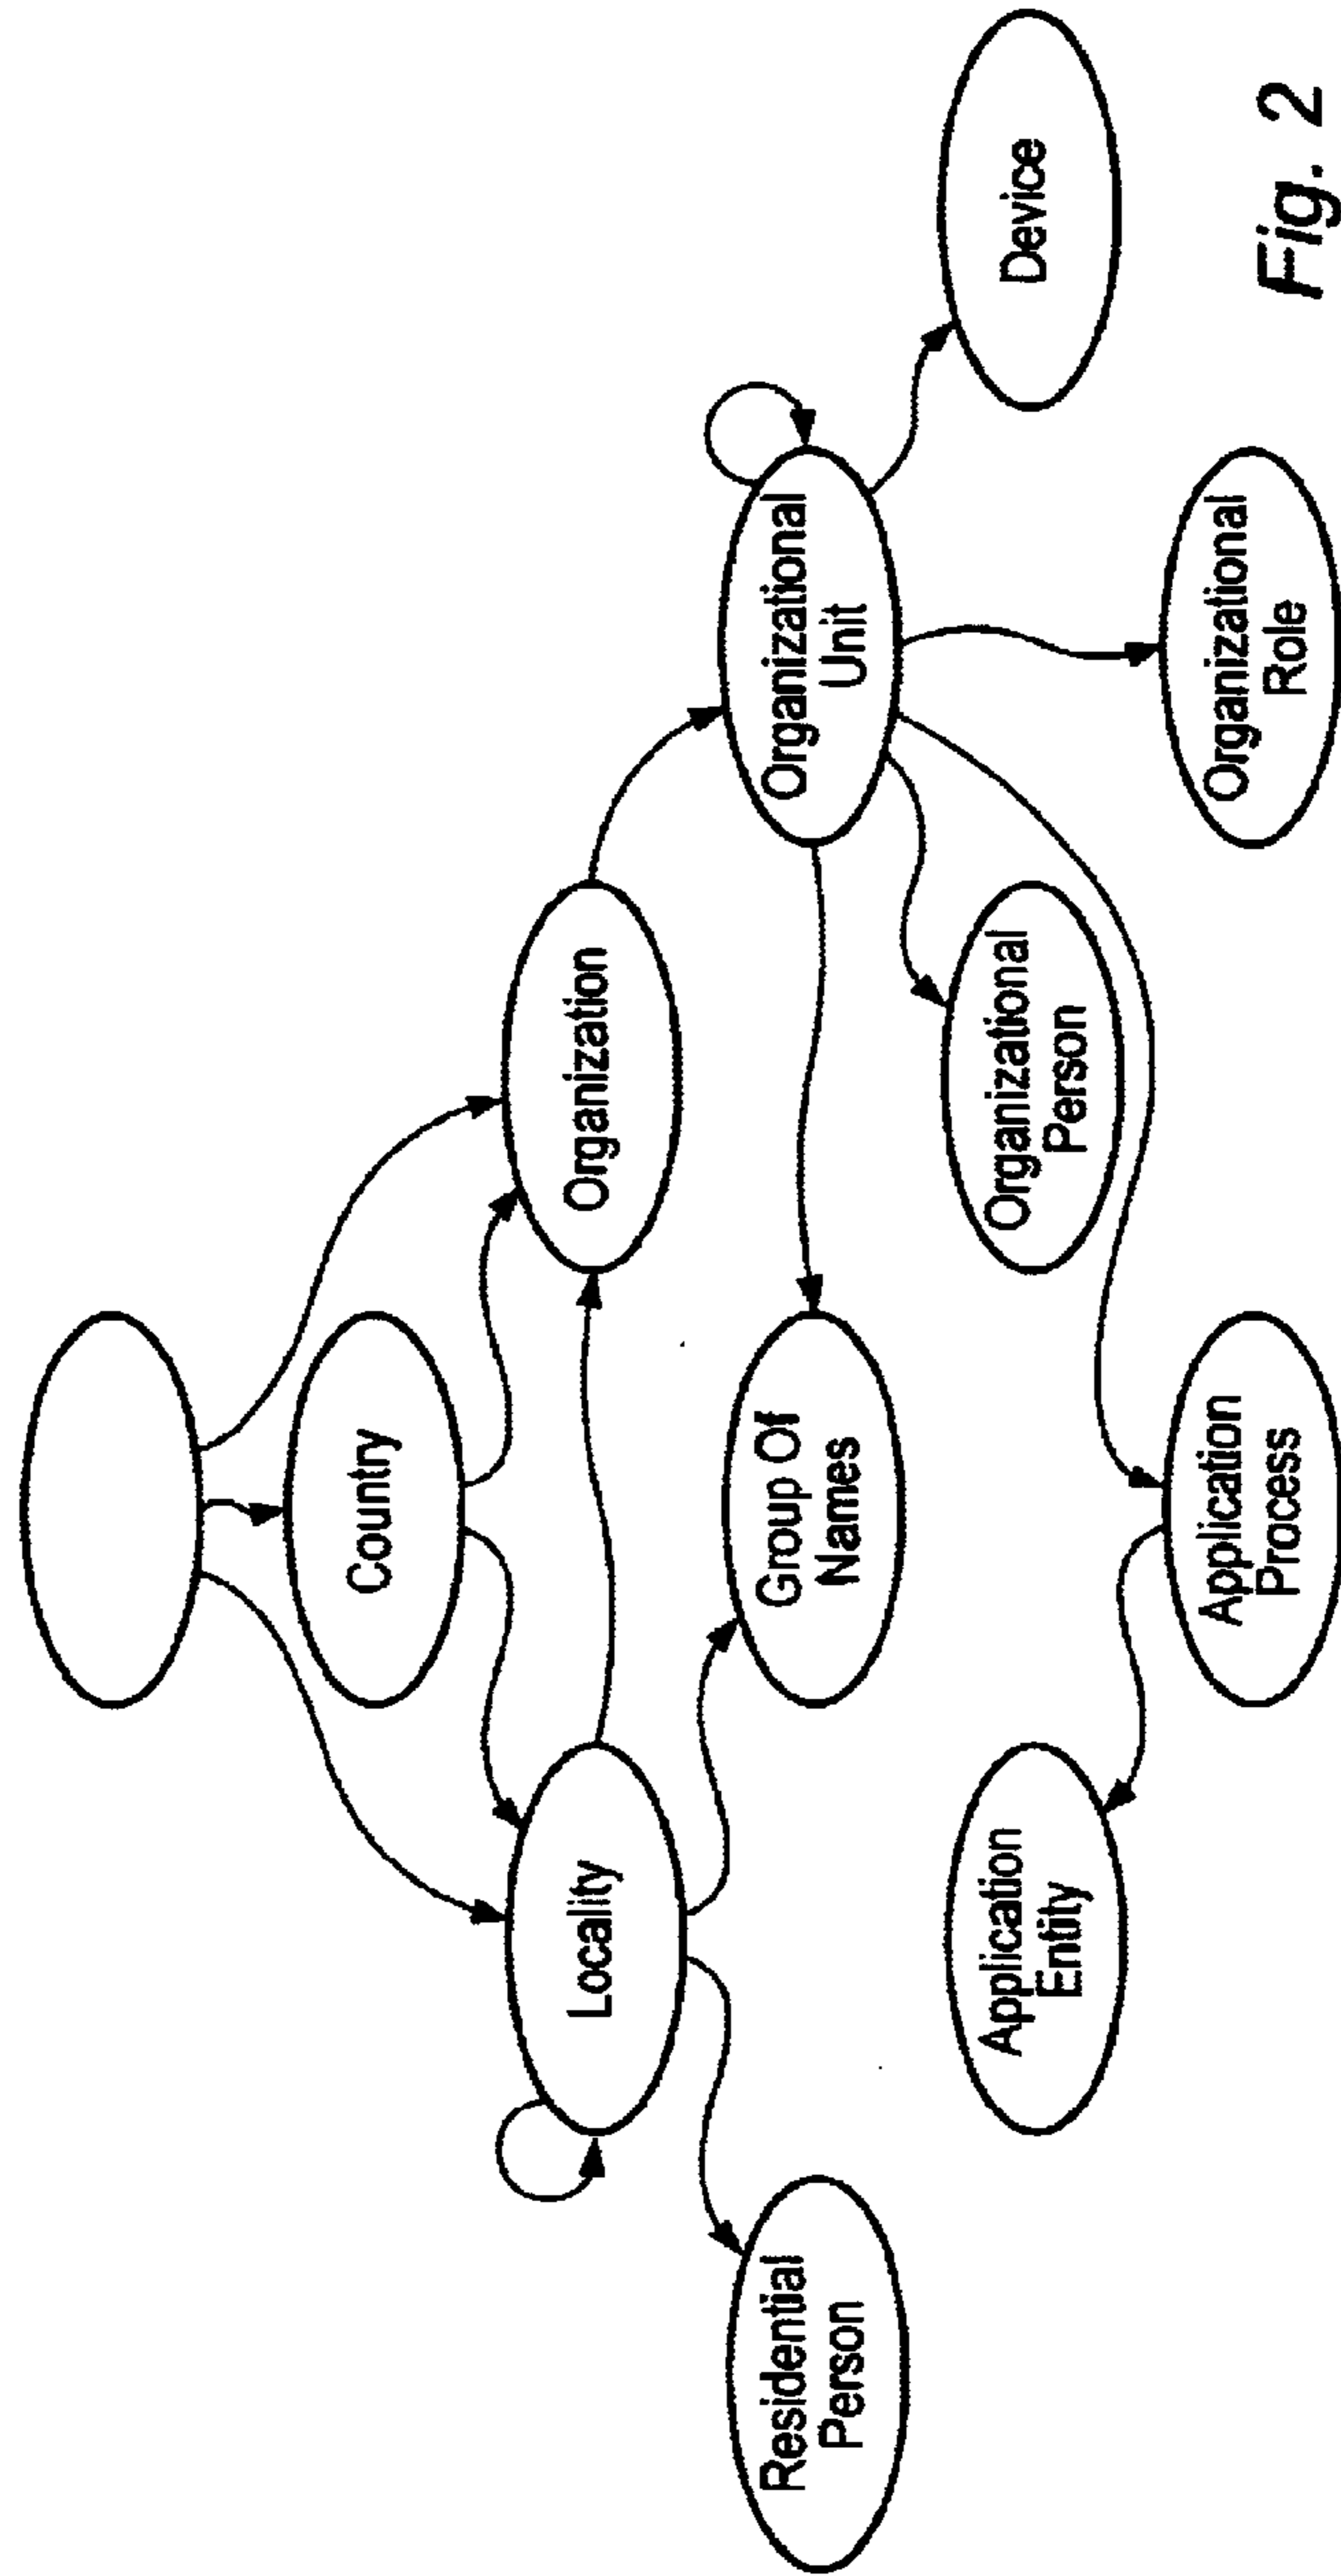 Country
Locality
Organization
Residential
Person
Group Of
Names
Organizational
Unit
Application
Entity
Organizational
Person
Device
Application
Process
Organizational
Role
Fig. 2